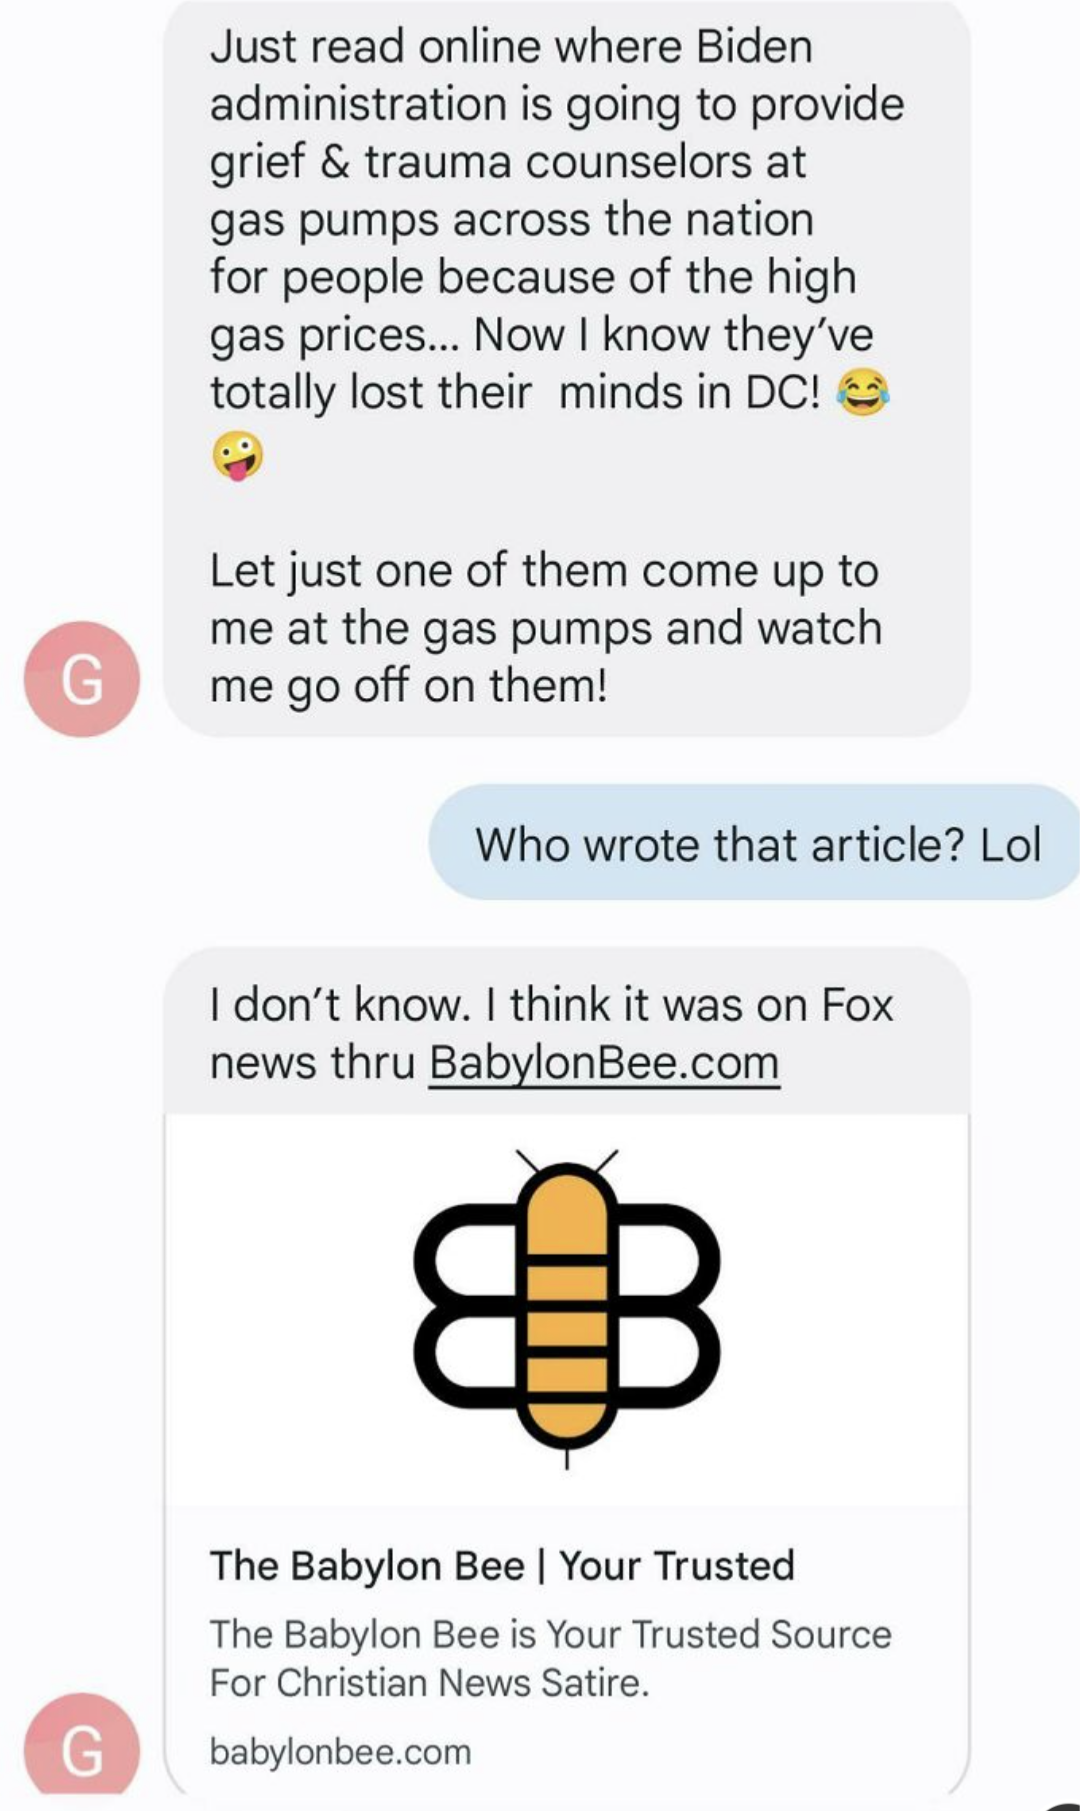 Just read online where Biden
administration is going to provide
grief & trauma counselors at
gas pumps across the nation
for people because of the high
gas prices... Now I know they've
totally lost their  minds in DC! 😂
🤪
Let just one of them come up to
me at the gas pumps and watch
me go off on them!
G
Who wrote that article? Lol
I don't know. I think it was on Fox
news thru BabylonBee.com
The Babylon Bee | Your Trusted
The Babylon Bee is Your Trusted Source
For Christian News Satire.
babylonbee.com
G